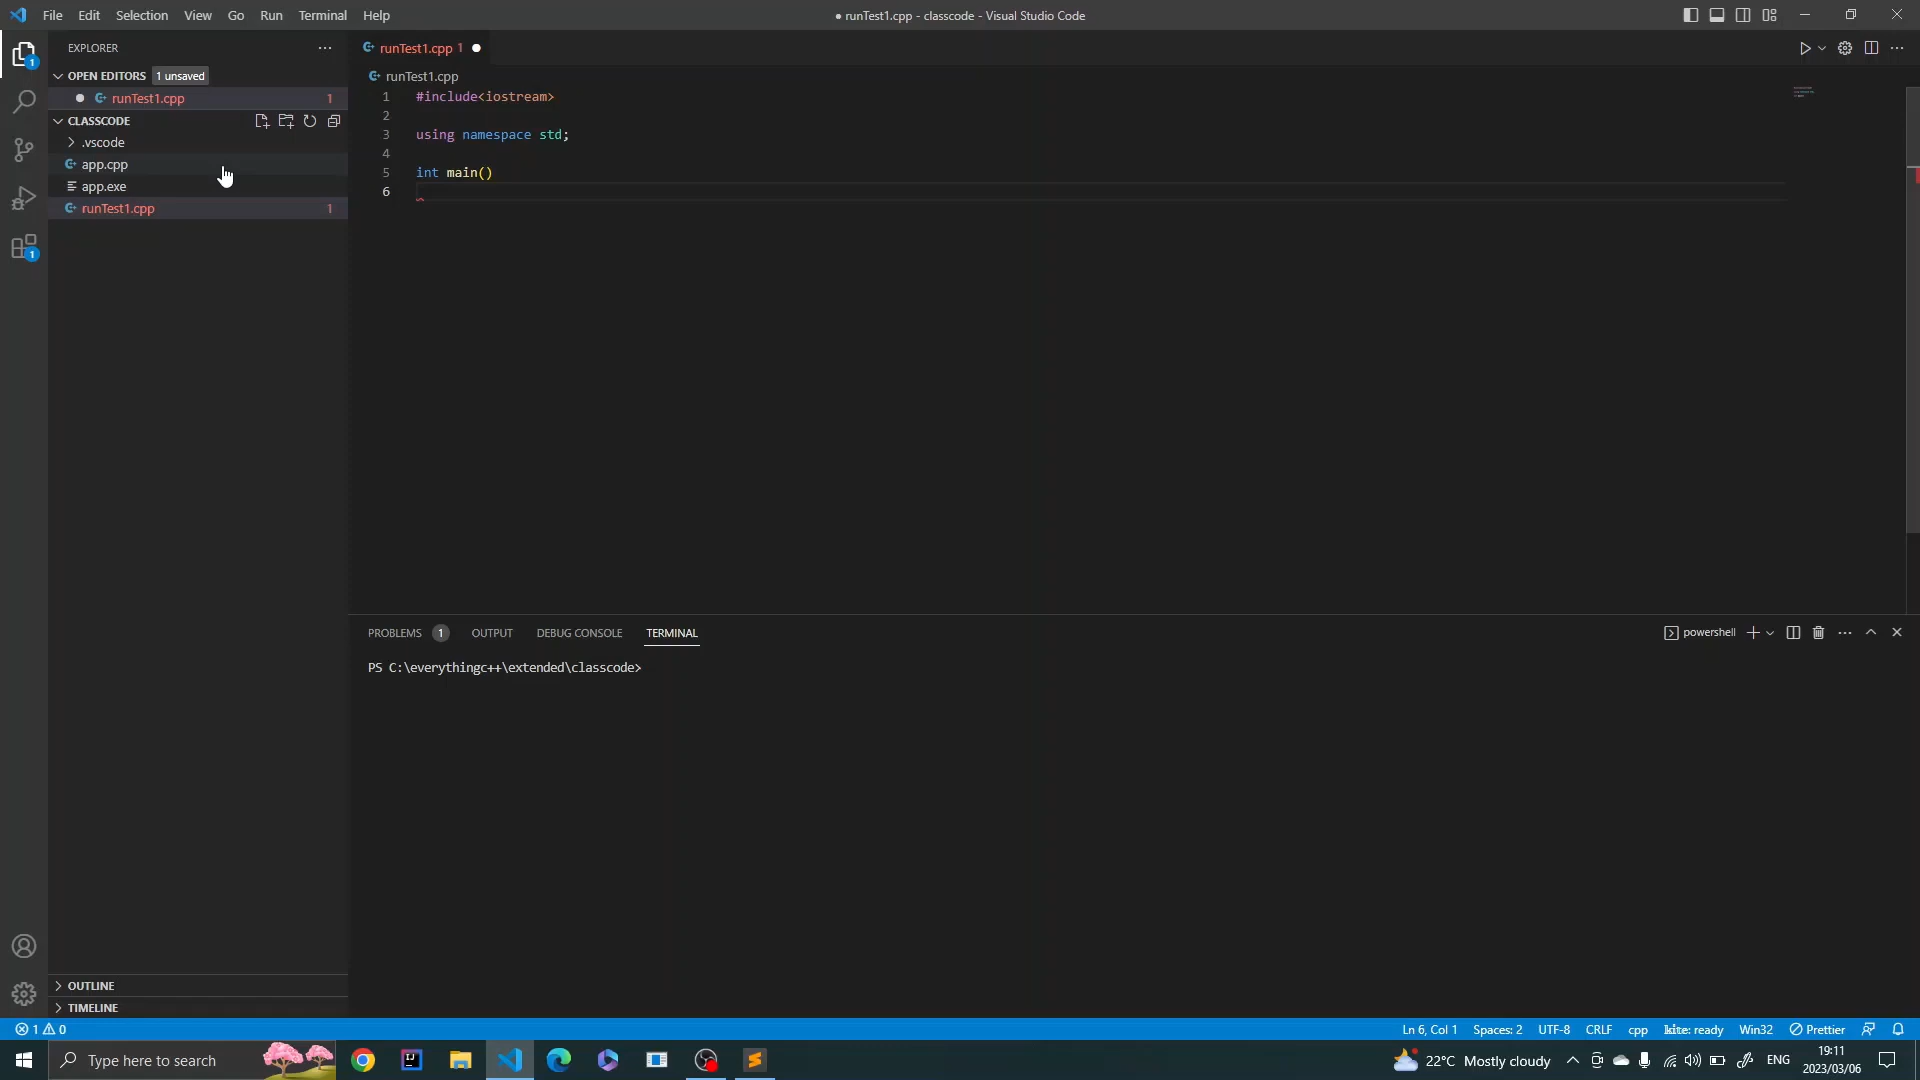 File Edit Selection View Go Run Terminal Help
● runTest1.cpp - classcode - Visual Studio Code
EXPLORER
OPEN EDITORS 1 unsaved
runTest1.cpp 1
CLASSCODE
.vscode
app.cpp
app.exe
runTest1.cpp 1
OUTLINE
TIMELINE
runTest1.cpp 1
runTest1.cpp
1 #include<iostream>
2
3 using namespace std;
4
5 int main()
6
PROBLEMS 1 OUTPUT DEBUG CONSOLE TERMINAL
powershell
PS C:\everythingc++\extended\classcode>
1 0
Ln 6, Col 1 Spaces: 2 UTF-8 CRLF cpp kite: ready Win32 Prettier
Type here to search
22°C Mostly cloudy
ENG
19:11
2023/03/06